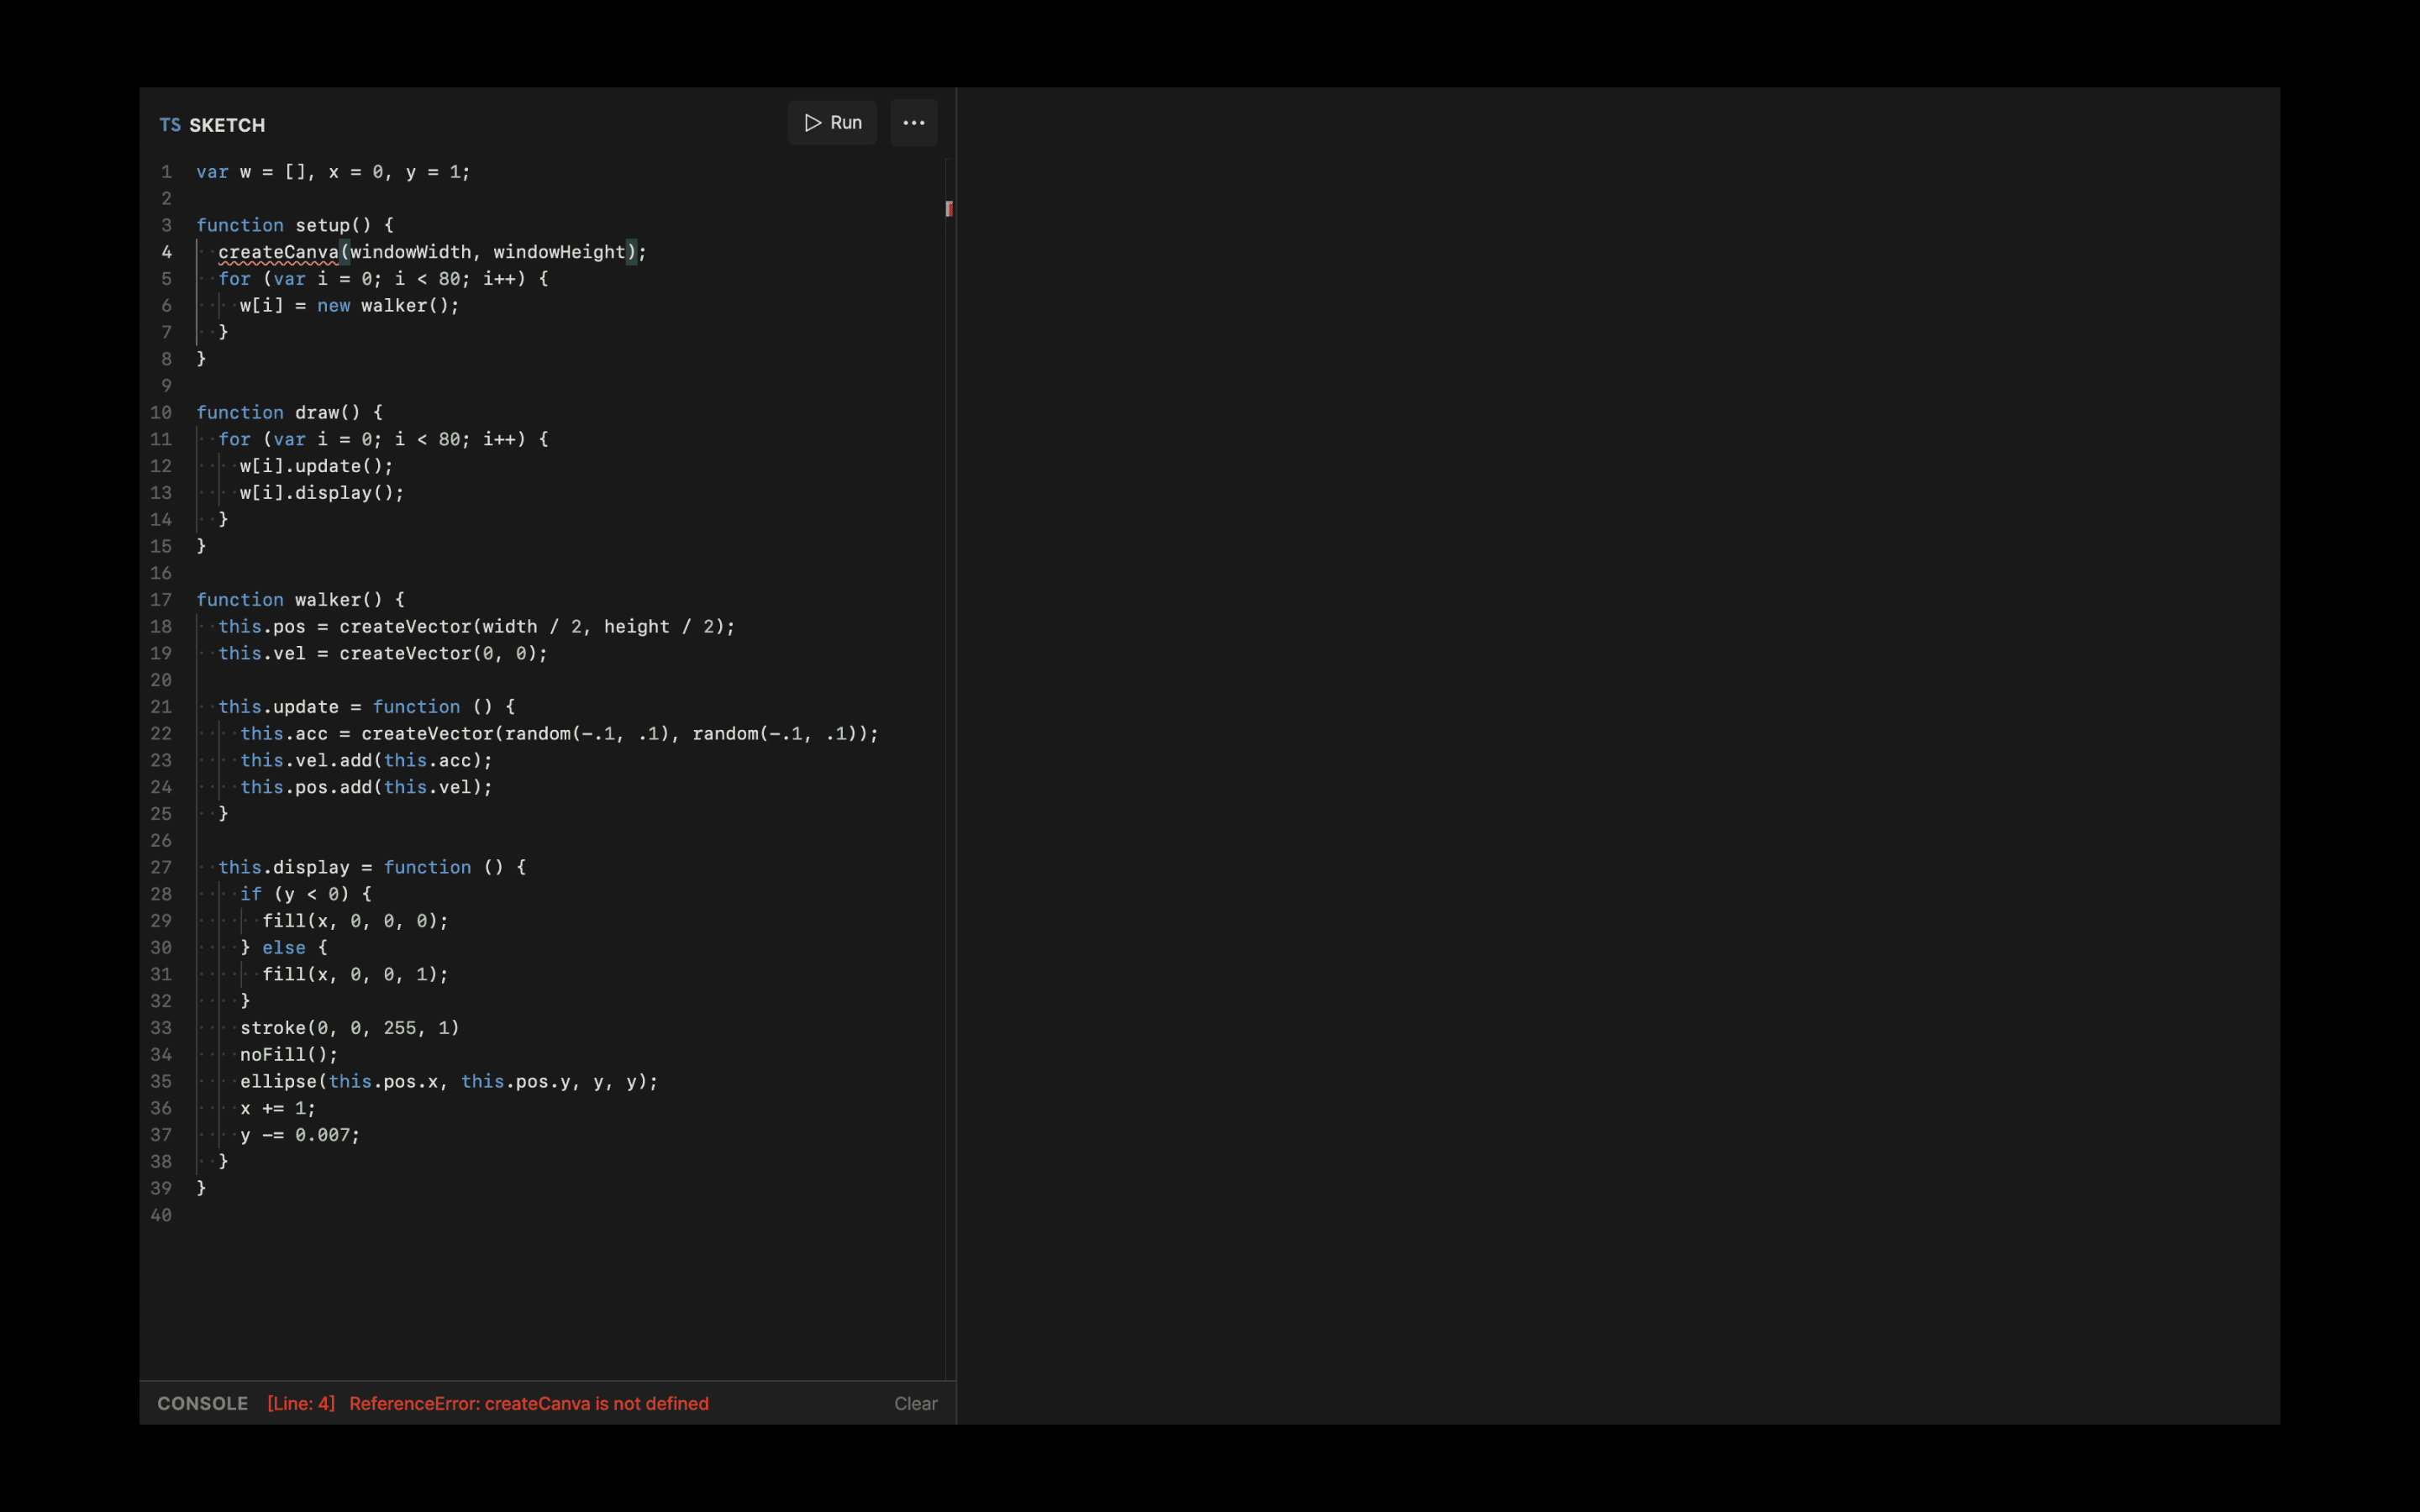 TS SKETCH
Run
1 var w = [], x = 0, y = 1;
2
3 function setup() {
4   createCanva(windowWidth, windowHeight);
5   for (var i = 0; i < 80; i++) {
6     w[i] = new walker();
7   }
8 }
9
10 function draw() {
11   for (var i = 0; i < 80; i++) {
12     w[i].update();
13     w[i].display();
14   }
15 }
16
17 function walker() {
18   this.pos = createVector(width / 2, height / 2);
19   this.vel = createVector(0, 0);
20
21   this.update = function () {
22     this.acc = createVector(random(-.1, .1), random(-.1, .1));
23     this.vel.add(this.acc);
24     this.pos.add(this.vel);
25   }
26
27   this.display = function () {
28     if (y < 0) {
29       fill(x, 0, 0, 0);
30     } else {
31       fill(x, 0, 0, 1);
32     }
33     stroke(0, 0, 255, 1)
34     noFill();
35     ellipse(this.pos.x, this.pos.y, y, y);
36     x += 1;
37     y -= 0.007;
38   }
39 }
40
CONSOLE [Line: 4] ReferenceError: createCanva is not defined Clear